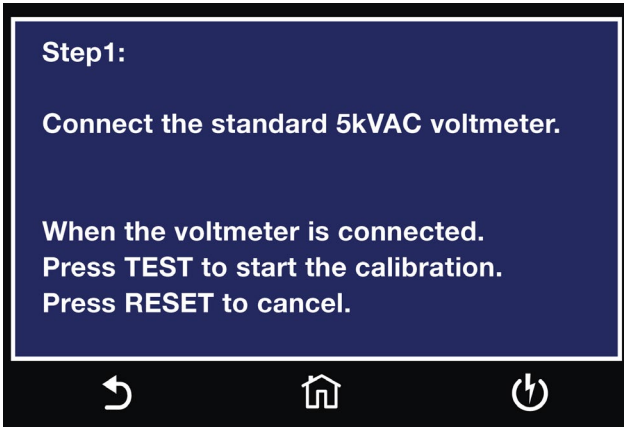 Step1:
Connect the standard 5kVAC voltmeter.
When the voltmeter is connected.
Press TEST to start the calibration.
Press RESET to cancel.